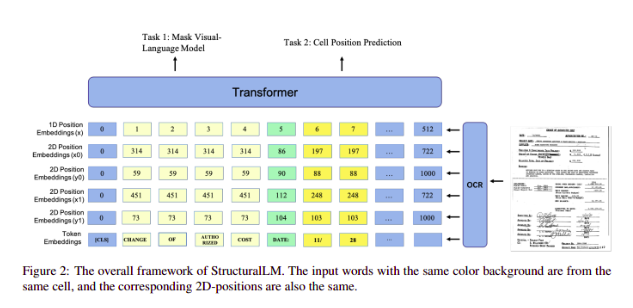 Task 1: Mask Visual-
Language Model
Task 2: Cell Position Prediction
Transformer
1D Position
Embeddings (x)
0 1 2 3 4 5 6 7 ... 512
2D Position
Embeddings (x0)
0 314 314 314 314 86 197 197 ... 722
2D Position
Embeddings (y0)
0 59 59 59 59 90 88 88 ... 1000
2D Position
Embeddings (x1)
0 451 451 451 451 112 248 248 ... 722
2D Position
Embeddings (y1)
0 73 73 73 73 104 103 103 ... 1000
Token
Embeddings
[CLS] CHANGE OF AUTHO
RIZED COST DATE: 11/ 28 ...
OCR
Figure 2: The overall framework of StructuralLM. The input words with the same color background are from
same cell, and the corresponding 2D-positions are also the same.